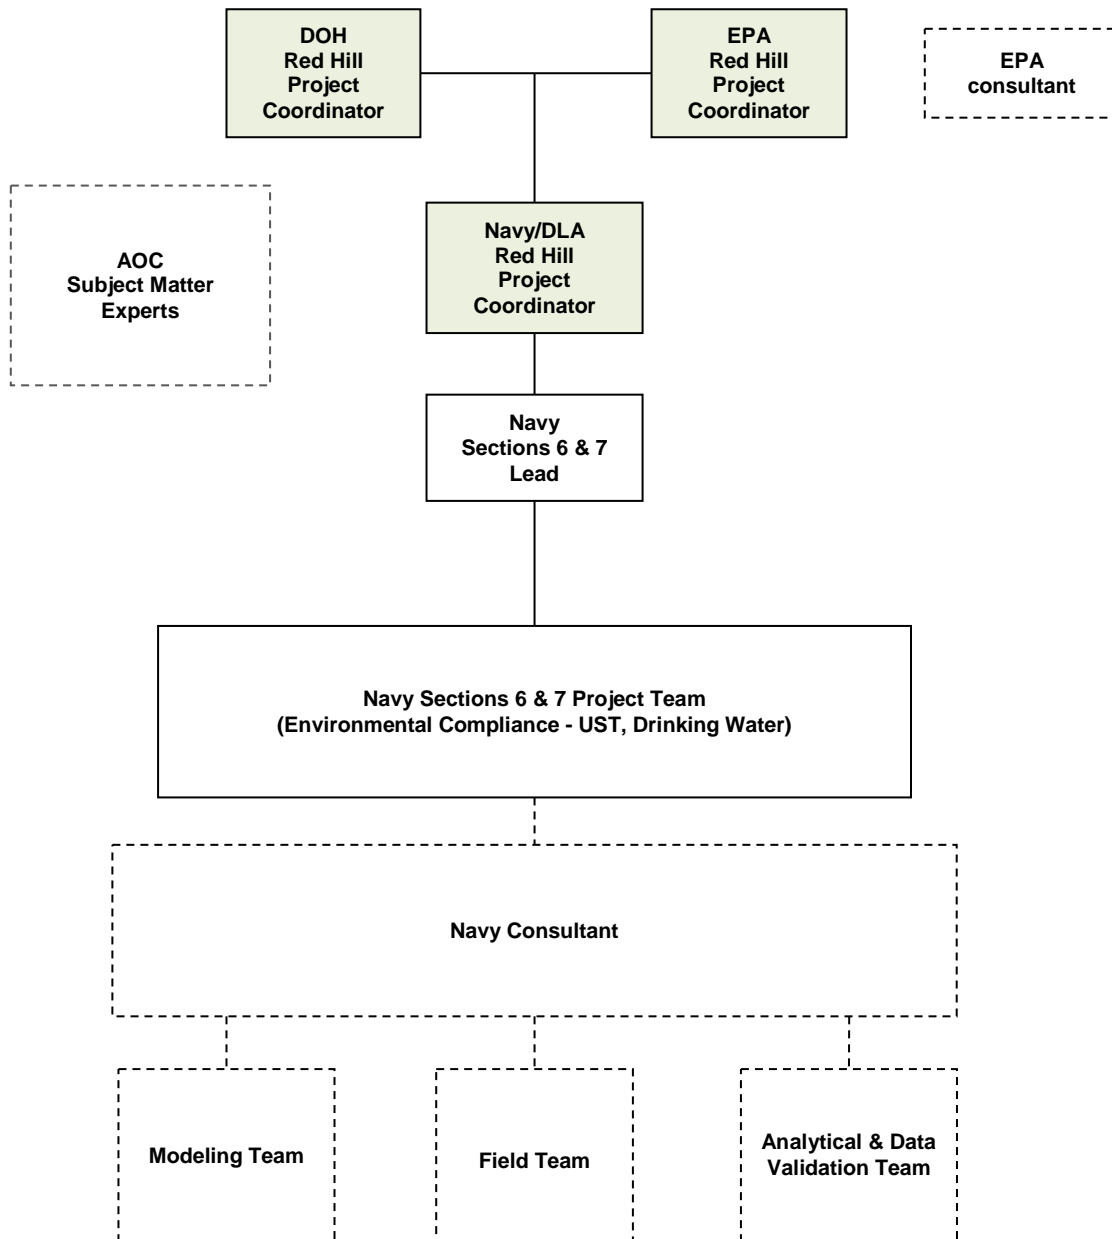 DOH
Red Hill
Project
Coordinator
EPA
Red Hill
Project
Coordinator
EPA
consultant
AOC
Subject Matter
Experts
Navy/DLA
Red Hill
Project
Coordinator
Navy
Sections 6 & 7
Lead
Navy Sections 6 & 7 Project Team
(Environmental Compliance - UST, Drinking Water)
Navy Consultant
Modeling Team
Field Team
Analytical & Data
Validation Team